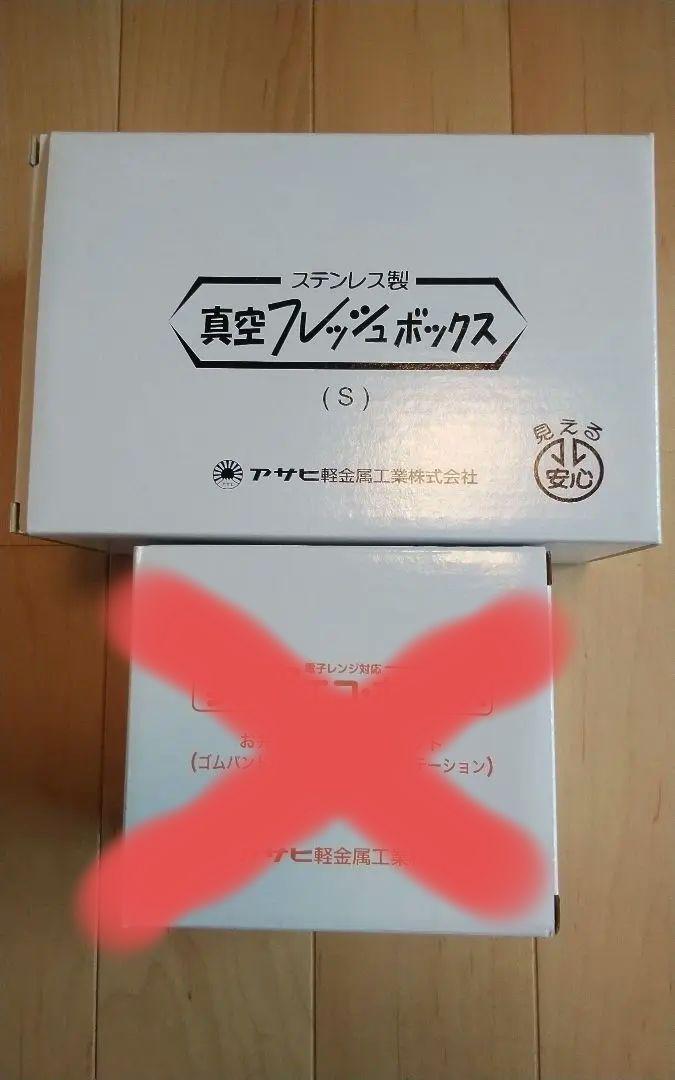 ステンレス製
真空フレッシュボックス
(S)
アサヒ軽金属工業株式会社
見える
安心
電子レンジ対応
お
(ゴムバン
テーション)
アサヒ軽金属工業